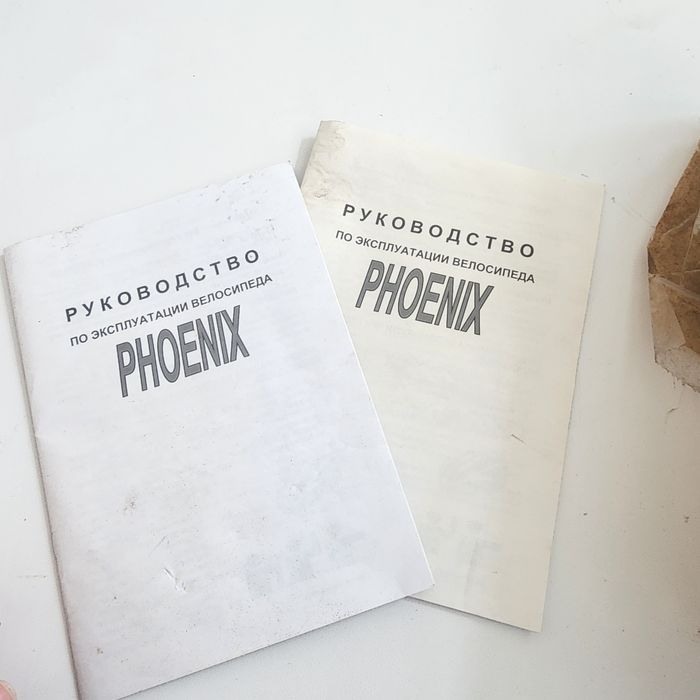 РУКОВОДСТВО
ПО ЭКСПЛУАТАЦИИ ВЕЛОСИПЕДА
PHOENIX
РУКОВОДСТВО
ПО ЭКСПЛУАТАЦИИ ВЕЛОСИПЕДА
PHOENIX